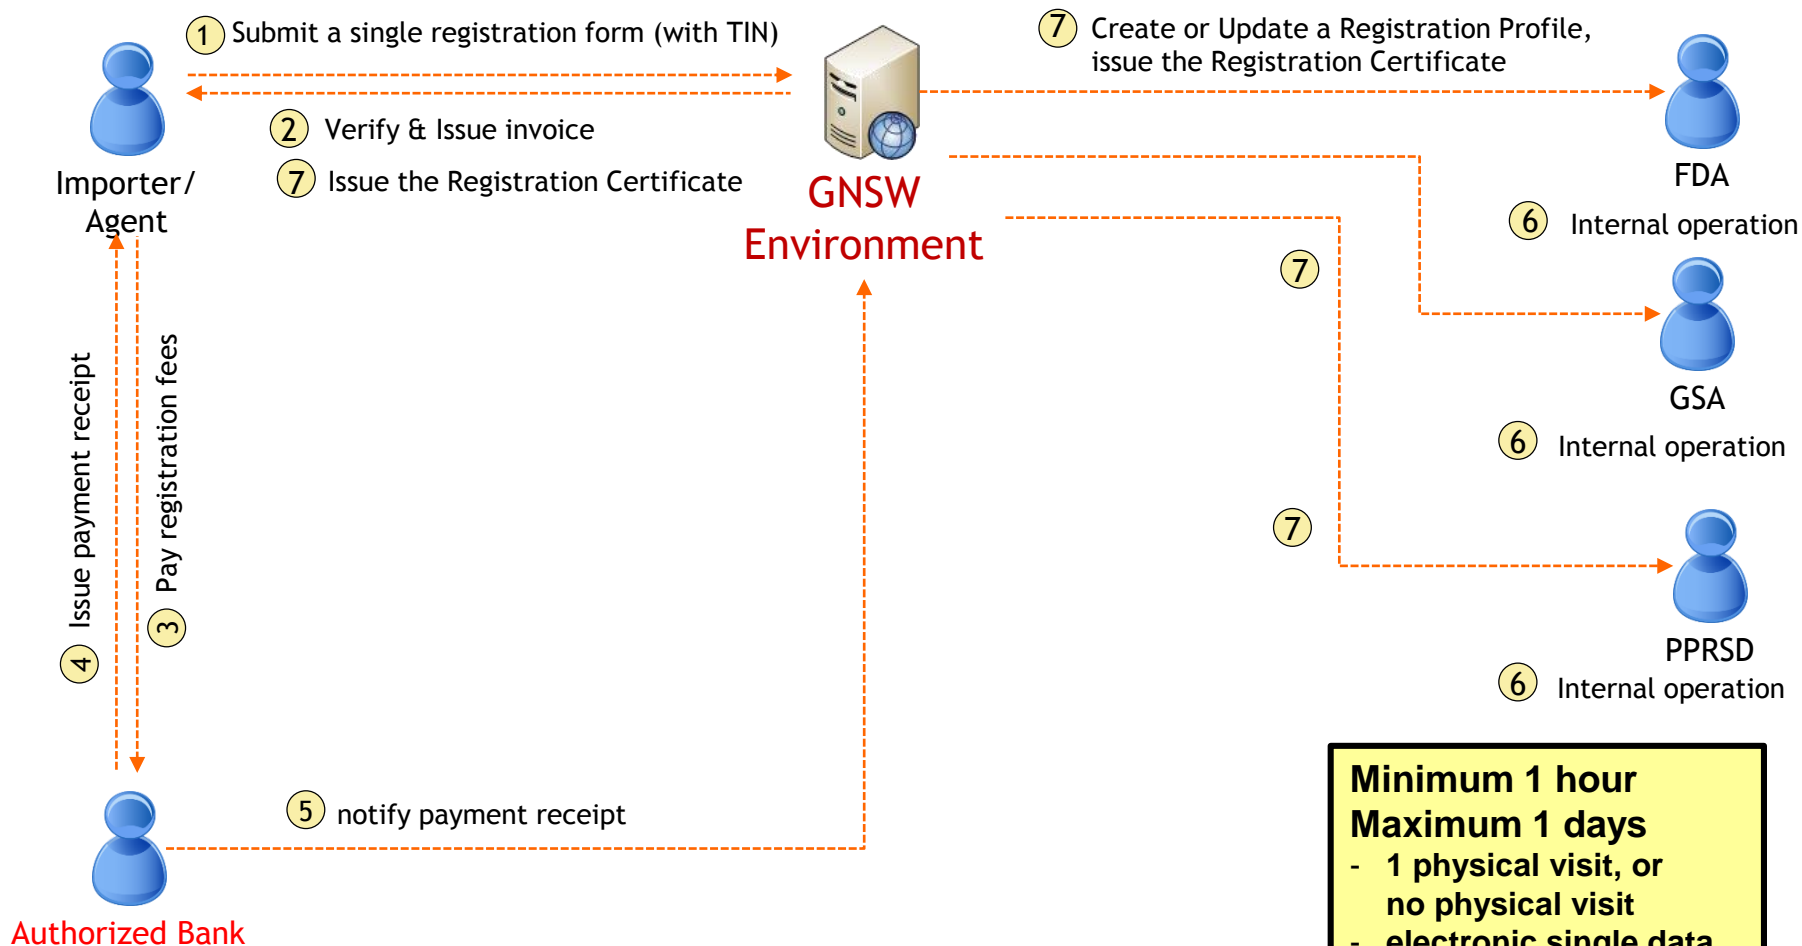 1 Submit a single registration form (with TIN)
2 Verify & Issue invoice
7 Issue the Registration Certificate
Importer/
Agent
GNSW
Environment
7 Create or Update a Registration Profile,
issue the Registration Certificate
FDA
6 Internal operation
7
GSA
6 Internal operation
7
PPRSD
6 Internal operation
4 Issue payment receipt
3 Pay registration fees
5 notify payment receipt
Authorized Bank
Minimum 1 hour
Maximum 1 days
- 1 physical visit, or
no physical visit
- electronic single data